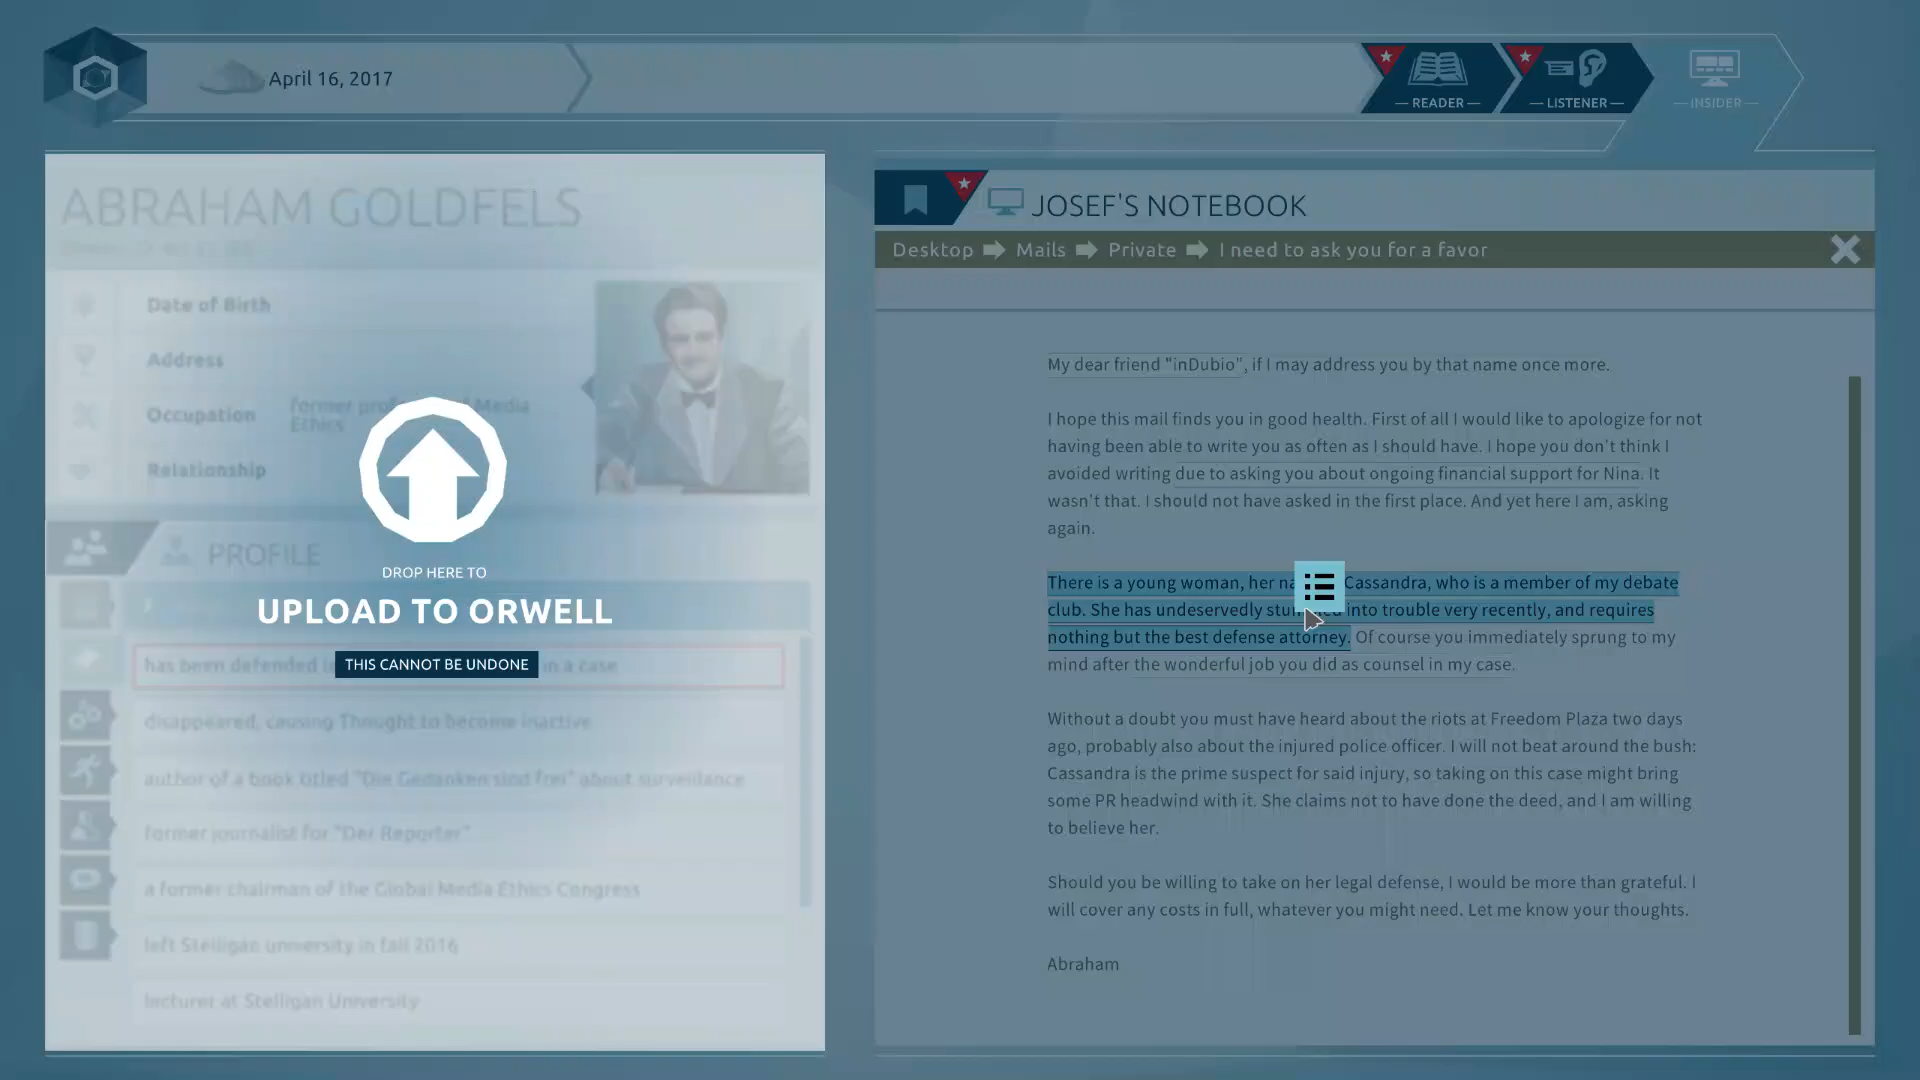 April 16, 2017
READER
LISTENER
INSIDER
ABRAHAM GOLDFELS
Date of Birth
Address
Occupation
former of Media
Ethics
Relationship
PROFILE
DROP HERE TO
UPLOAD TO ORWELL
THIS CANNOT BE UNDONE
has been defended in a case
disappeared, causing Thought to become inactive
author of a book titled "Die Gedanken sind frei" about surveillance
former journalist for "Der Reporter"
a former chairman of the Global Media Ethics Congress
left Stelligan university in fall 2016
lecturer at Stelligan University
JOSEF'S NOTEBOOK
Desktop Mails Private I need to ask you for a favor
My dear friend "inDubio", if I may address you by that name once more.
I hope this mail finds you in good health. First of all I would like to apologize for not
having been able to write you as often as I should have. I hope you don't think I
avoided writing due to asking you about ongoing financial support for Nina. It
wasn't that. I should not have asked in the first place. And yet here I am, asking
again.
There is a young woman, her Cassandra, who is a member of my debate
club. She has undeservedly into trouble very recently, and requires
nothing but the best defense attorney. Of course you immediately sprung to my
mind after the wonderful job you did as counsel in my case.
Without a doubt you must have heard about the riots at Freedom Plaza two days
ago, probably also about the injured police officer. I will not beat around the bush:
Cassandra is the prime suspect for said injury, so taking on this case might bring
some PR headwind with it. She claims not to have done the deed, and I am willing
to believe her.
Should you be willing to take on her legal defense, I would be more than grateful. I
will cover any costs in full, whatever you might need. Let me know your thoughts.
Abraham